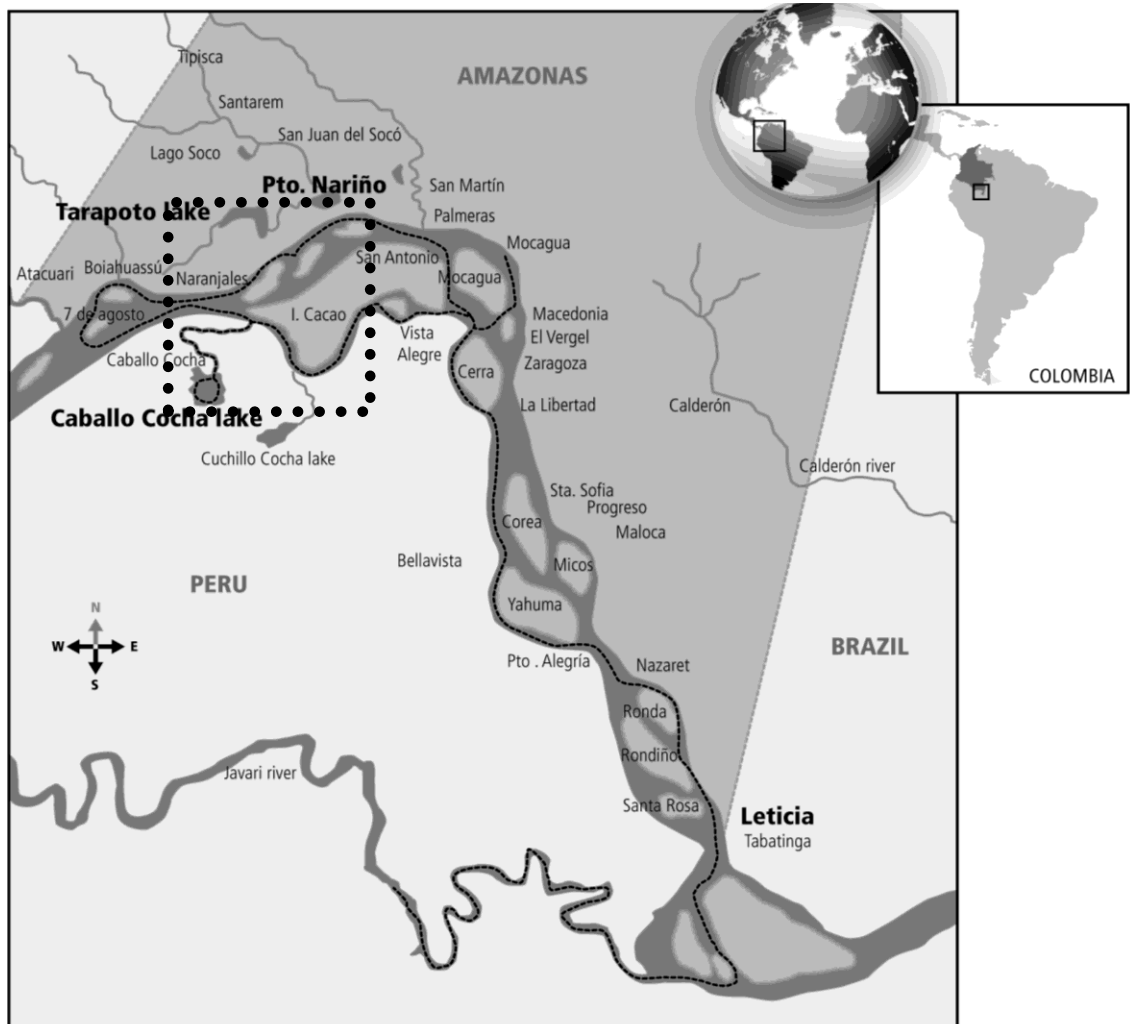 Tipisca
AMAZONAS
Santarem
San Juan del Socó
Lago Soco
Pto. Nariño
San Martín
Tarapoto lake
Palmeras
Mocagua
San Antonio
Atacuari
Boiahuassú
Naranjales
Mocagua
7 de agosto
I. Cacao
Macedonia
Vista
Alegre
El Vergel
Caballo Cocha
Zaragoza
Cerra
COLOMBIA
Caballo Cocha lake
La Libertad
Calderón
Cuchillo Cocha lake
Calderón river
Sta. Sofia
Progreso
Corea
Maloca
Bellavista
Micos
PERU
Yahuma
N
W
E
S
BRAZIL
Pto . Alegría
Nazaret
Ronda
Rondiño
Javari river
Santa Rosa
Leticia
Tabatinga